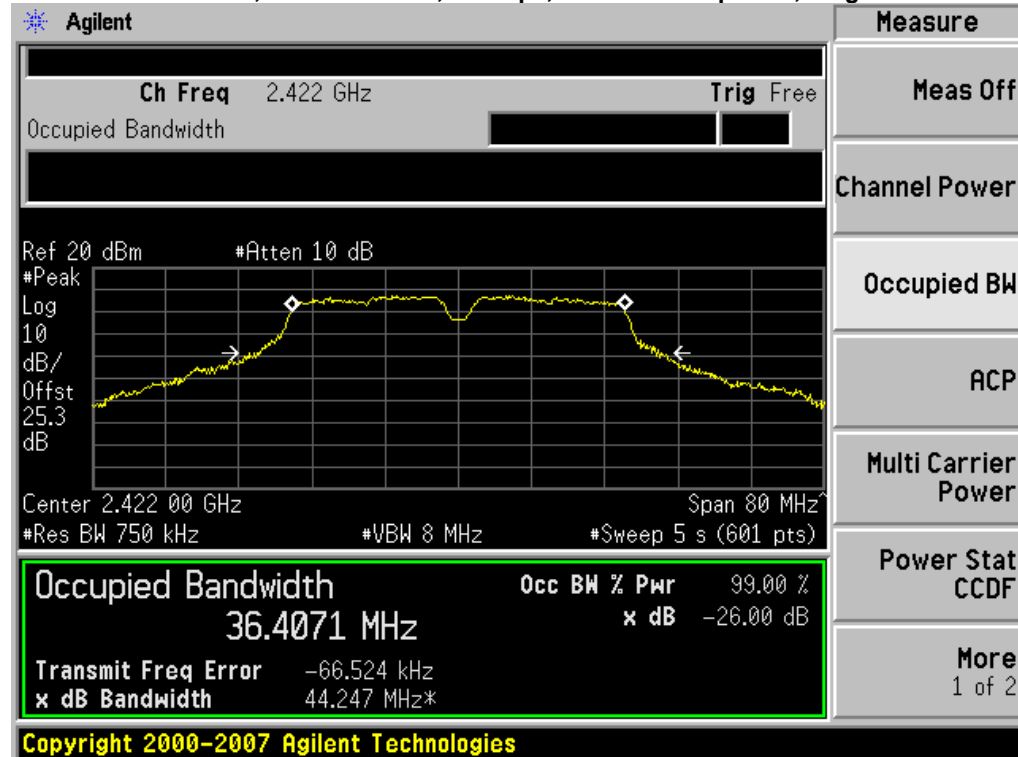 Agilent
Measure
Ch Freq 2.422 GHz Trig Free
Occupied Bandwidth
Meas Off
Channel Power
Occupied BW
ACP
Multi Carrier
Power
Power Stat
CCDF
More
1 of 2
Ref 20 dBm #Atten 10 dB
#Peak
Log
10
dB/
Offst
25.3
dB
Center 2.422 00 GHz Span 80 MHz^
#Res BW 750 kHz #VBW 8 MHz #Sweep 5 s (601 pts)
Occupied Bandwidth Occ BW % Pwr 99.00 %
36.4071 MHz x dB -26.00 dB
Transmit Freq Error -66.524 kHz
x dB Bandwidth 44.247 MHz*
Copyright 2000-2007 Agilent Technologies